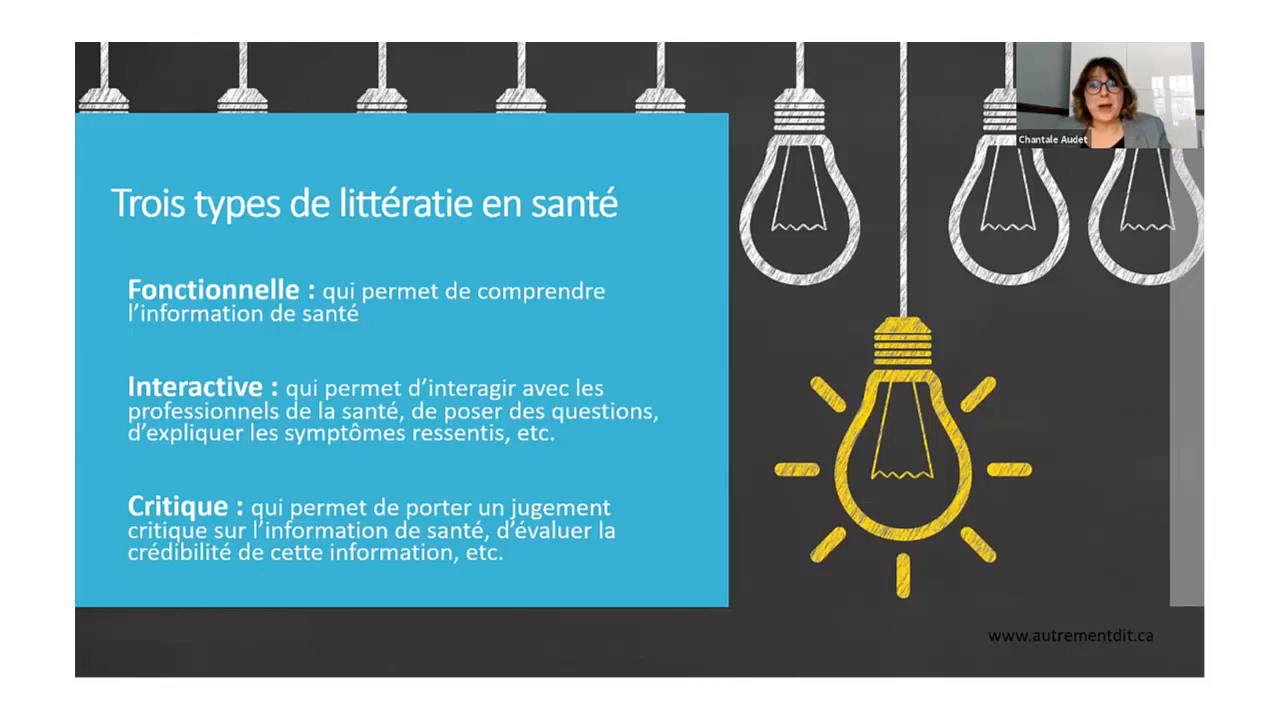 Chantale Audet
Trois types de littératie en santé
Fonctionnelle : qui permet de comprendre
l'information de santé
Interactive : qui permet d'interagir avec les
professionnels de la santé, de poser des questions,
d'expliquer les symptômes ressentis, etc.
Critique : qui permet de porter un jugement
critique sur l'information de santé, d'évaluer la
crédibilité de cette information, etc.
www.autrementdit.ca